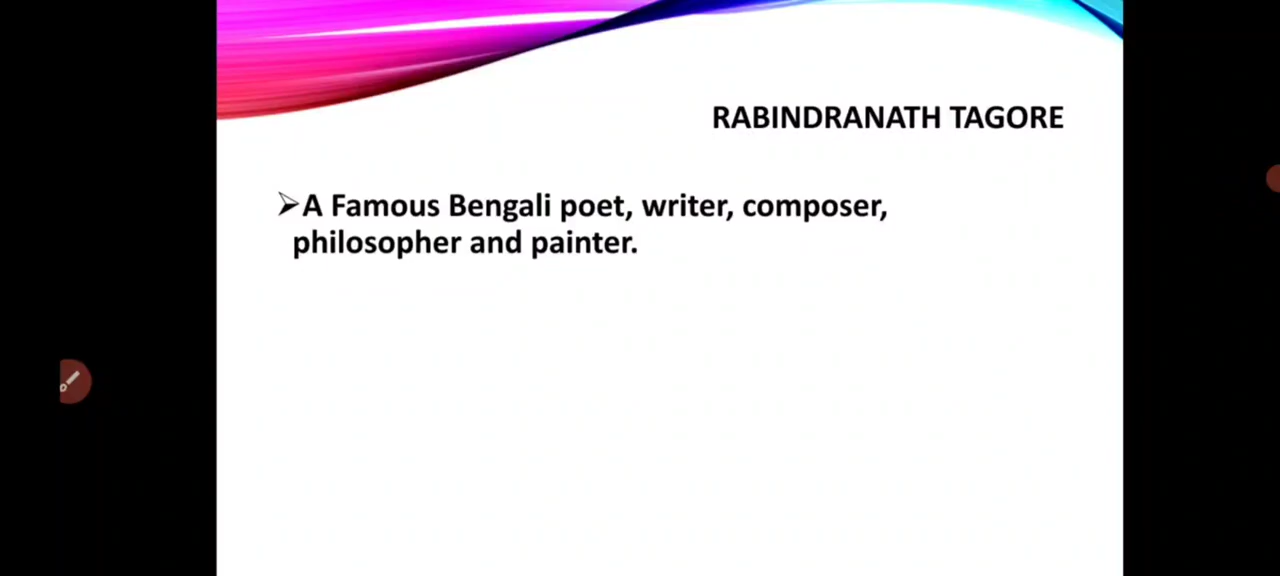 RABINDRANATH TAGORE
➢A Famous Bengali poet, writer, composer,
philosopher and painter.